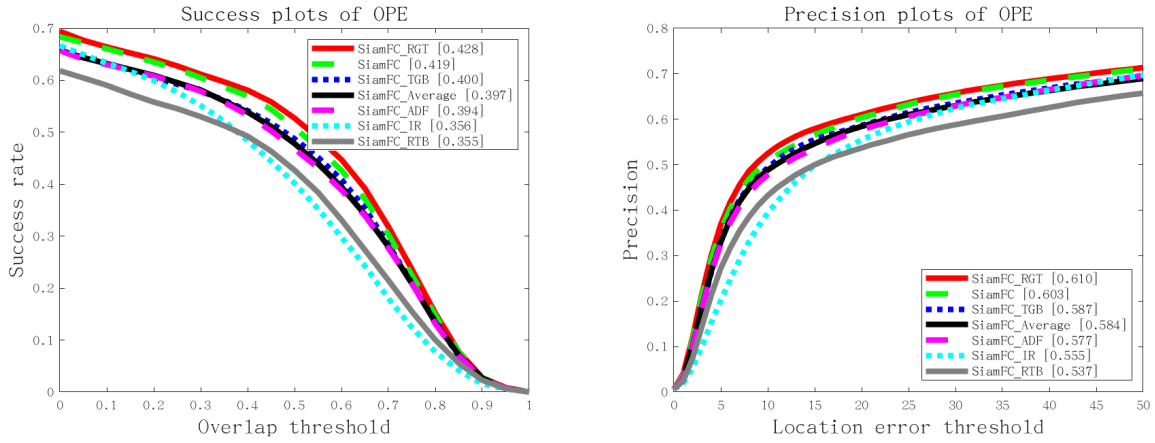 Success plots of OPE
0.7
0.6
0.5
0.4
0.3
0.2
0.1
0
Success rate
SiamFC_RGT [0.428]
SiamFC [0.419]
SiamFC_TGB [0.400]
SiamFC_Average [0.397]
SiamFC_ADF [0.394]
SiamFC_IR [0.356]
SiamFC_RTB [0.355]
0 0.1 0.2 0.3 0.4 0.5 0.6 0.7 0.8 0.9 1
Overlap threshold
Precision plots of OPE
0.8
0.7
0.6
0.5
0.4
0.3
0.2
0.1
0
Precision
SiamFC_RGT [0.610]
SiamFC [0.603]
SiamFC_TGB [0.587]
SiamFC_Average [0.584]
SiamFC_ADF [0.577]
SiamFC_IR [0.555]
SiamFC_RTB [0.537]
0 5 10 15 20 25 30 35 40 45 50
Location error threshold